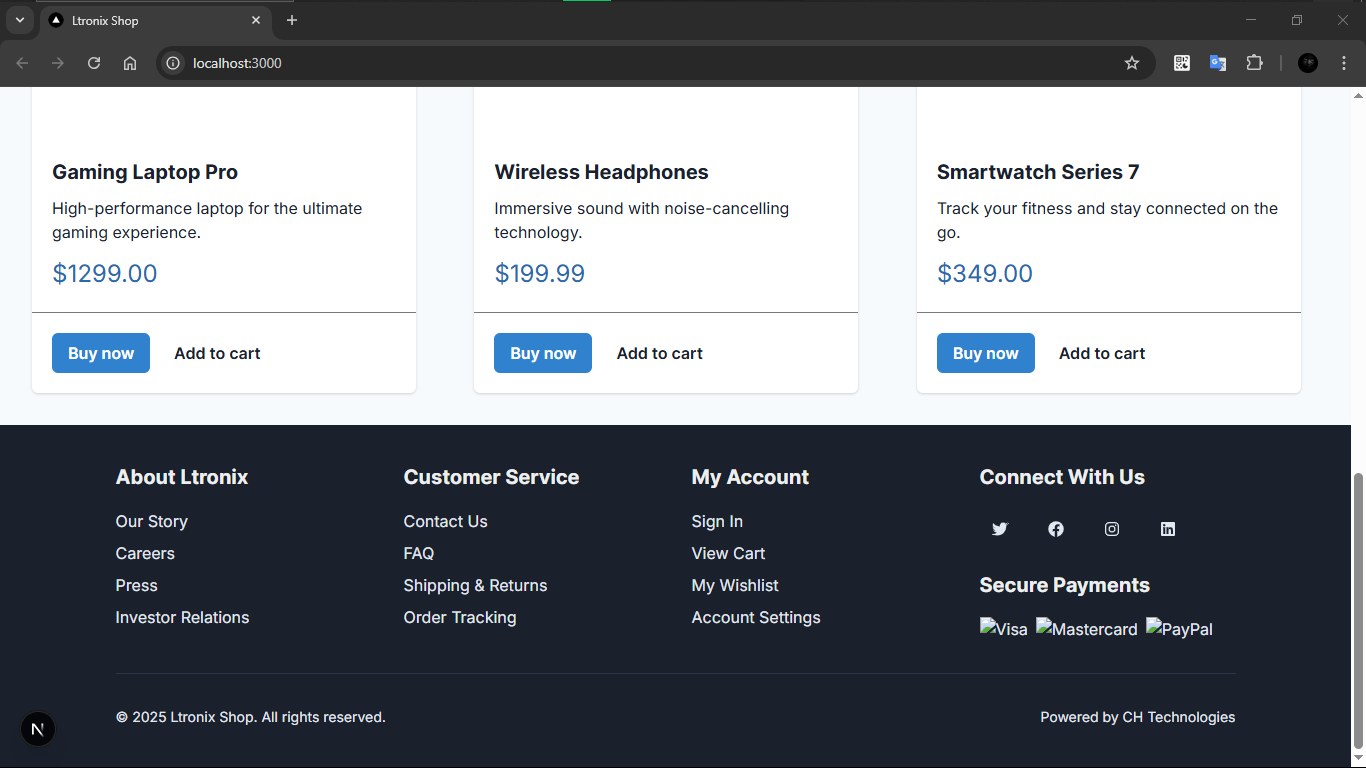 Ltronix Shop
localhost:3000
Gaming Laptop Pro
High-performance laptop for the ultimate
gaming experience.
$1299.00
Buy now Add to cart
Wireless Headphones
Immersive sound with noise-cancelling
technology.
$199.99
Buy now Add to cart
Smartwatch Series 7
Track your fitness and stay connected on the
go.
$349.00
Buy now Add to cart
About Ltronix
Our Story
Careers
Press
Investor Relations
Customer Service
Contact Us
FAQ
Shipping & Returns
Order Tracking
My Account
Sign In
View Cart
My Wishlist
Account Settings
Connect With Us
Secure Payments
Visa Mastercard PayPal
© 2025 Ltronix Shop. All rights reserved.
Powered by CH Technologies
N